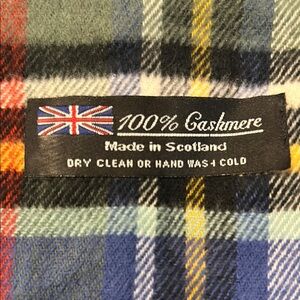 100% Cashmere
Made in Scotland
DRY CLEAN OR HAND WASH COLD